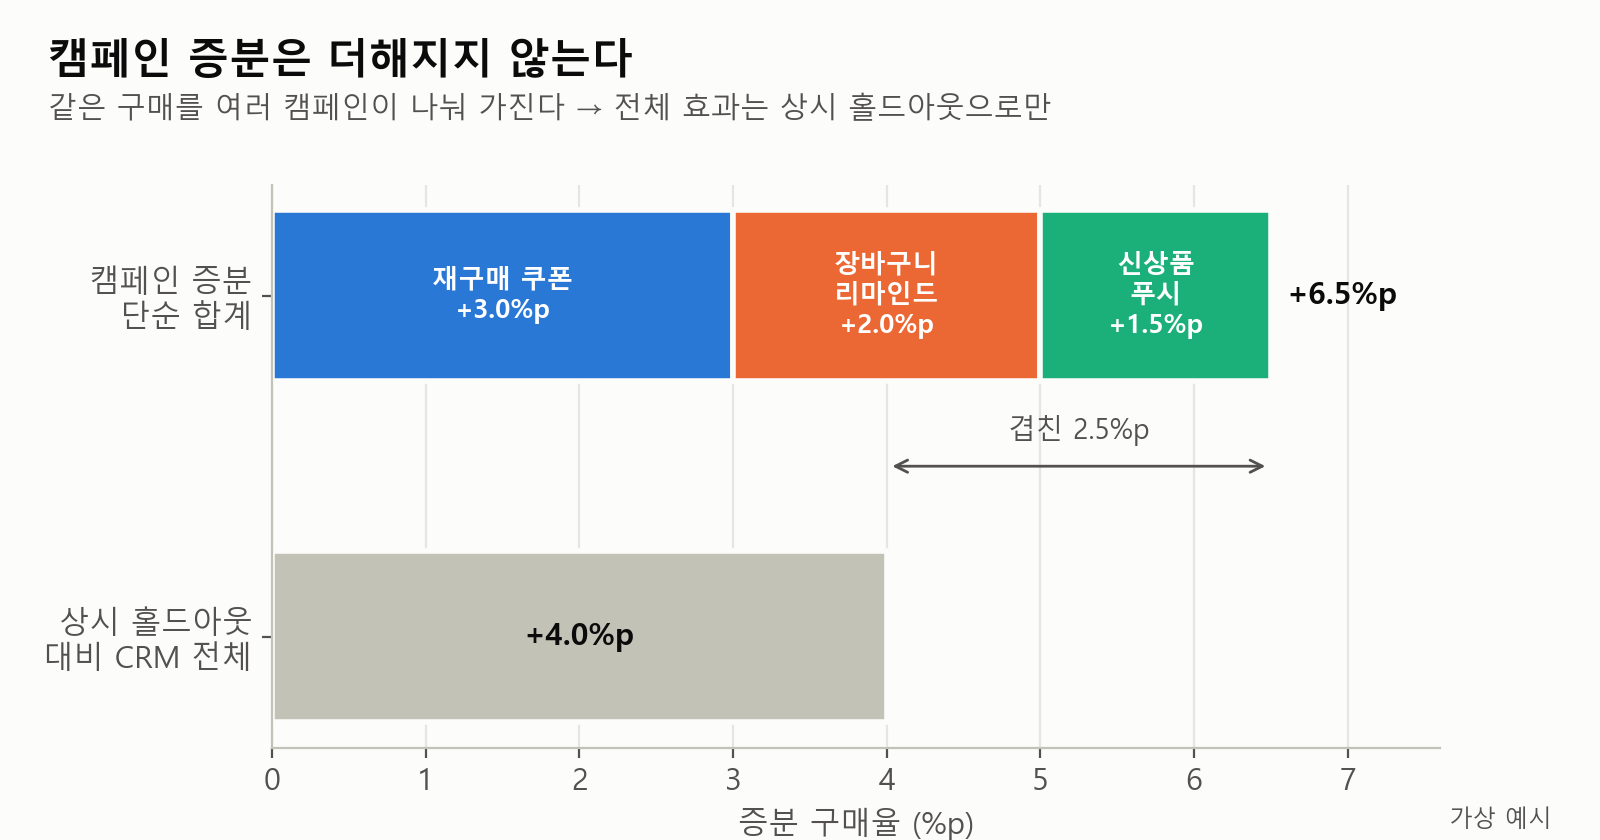 캠페인 증분은 더해지지 않는다
같은 구매를 여러 캠페인이 나눠 가진다 → 전체 효과는 상시 홀드아웃으로만
캠페인 증분
단순 합계
재구매 쿠폰
+3.0%p
장바구니
리마인드
+2.0%p
신상품
푸시
+1.5%p
+6.5%p
겹친 2.5%p
상시 홀드아웃
대비 CRM 전체
+4.0%p
0 1 2 3 4 5 6 7
증분 구매율 (%p)
가상 예시